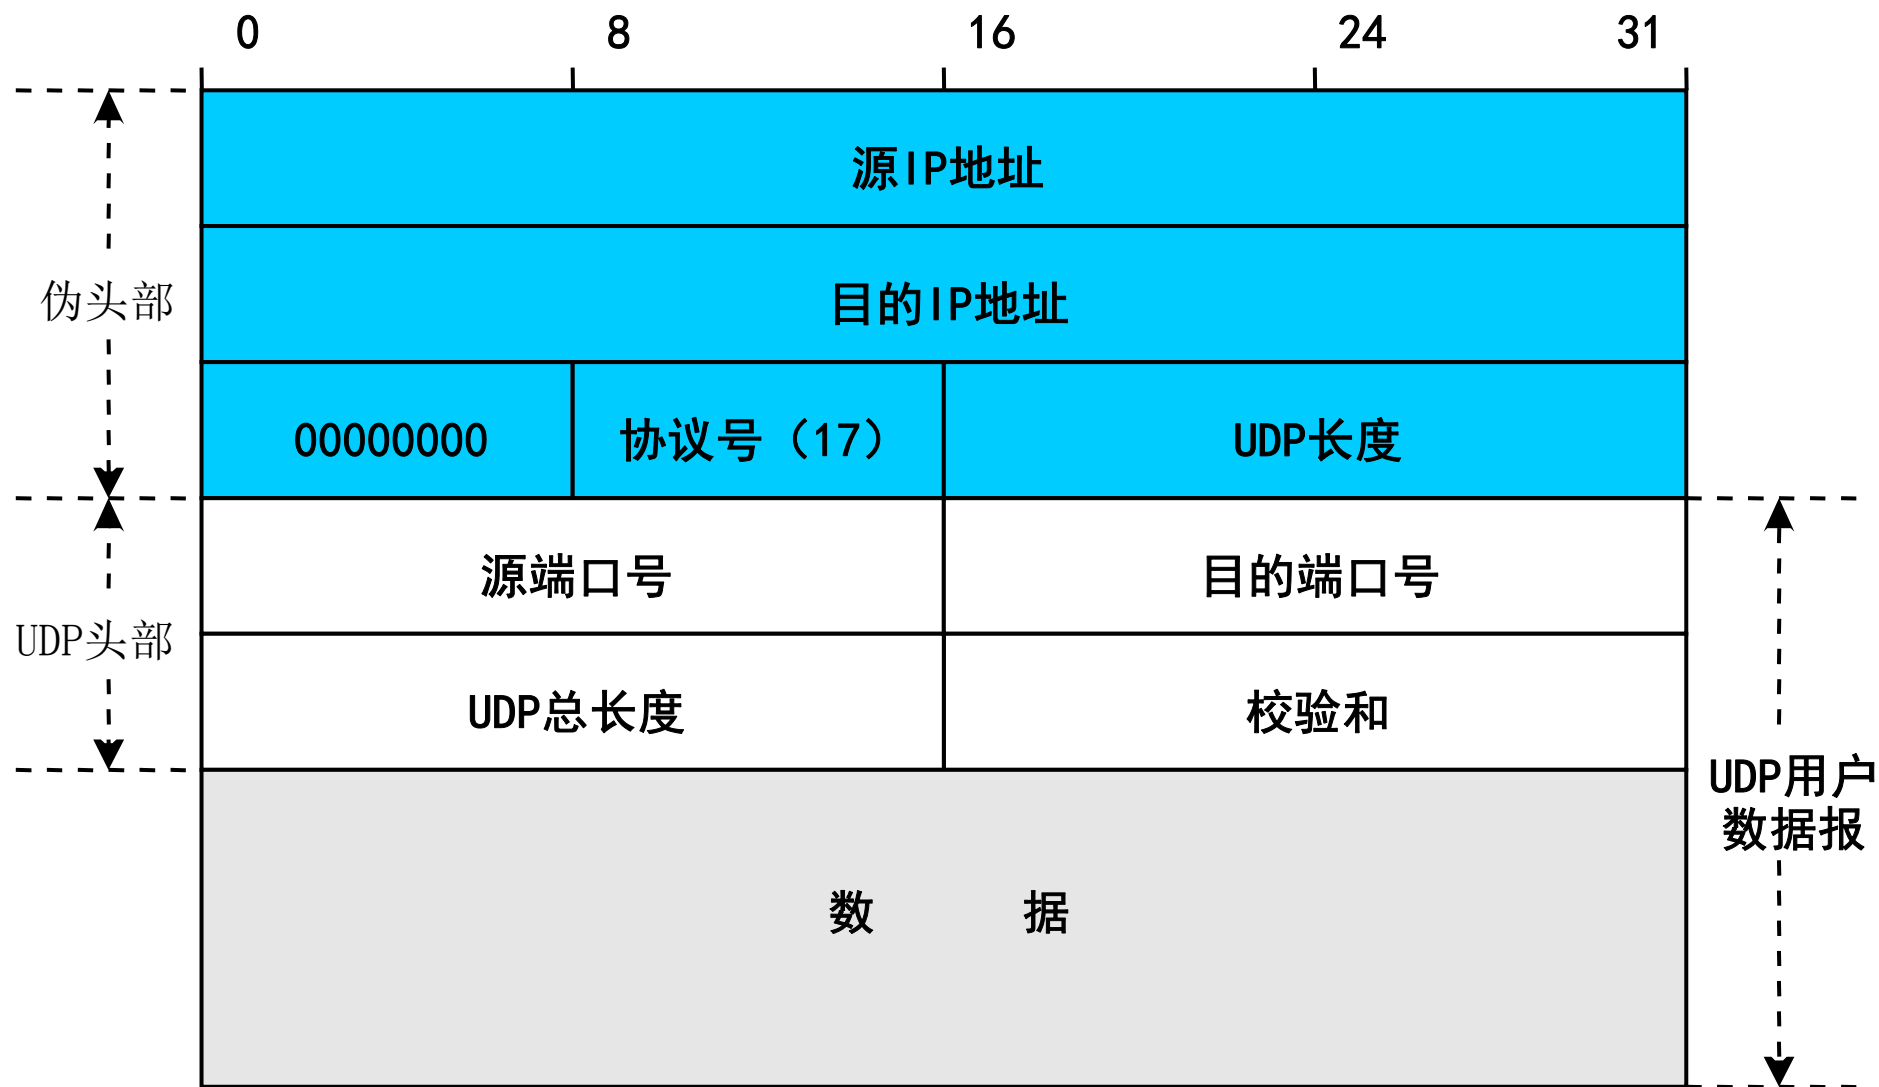 0 8 16 24 31
源IP地址
伪头部
目的IP地址
00000000 协议号（17） UDP长度
源端口号 目的端口号
UDP头部
UDP总长度 校验和
UDP用户
数据报
数 据